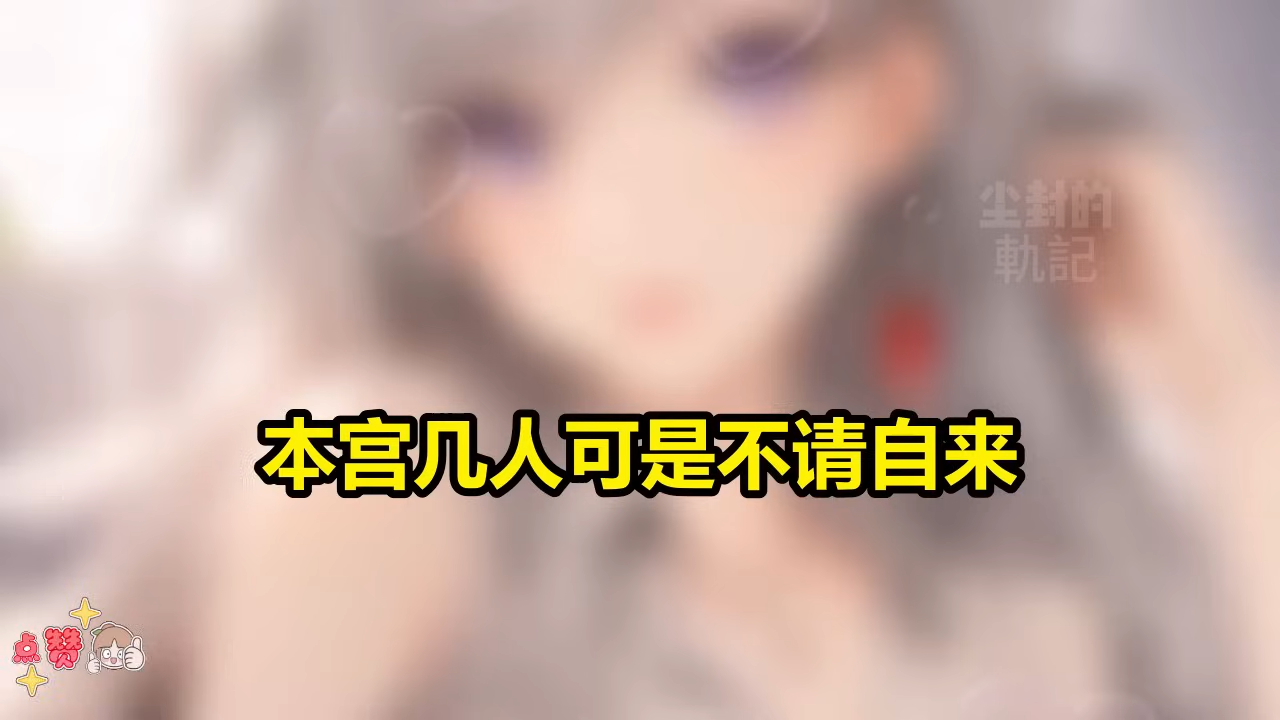 尘封的
軌記
本宫几人可是不请自来
点赞